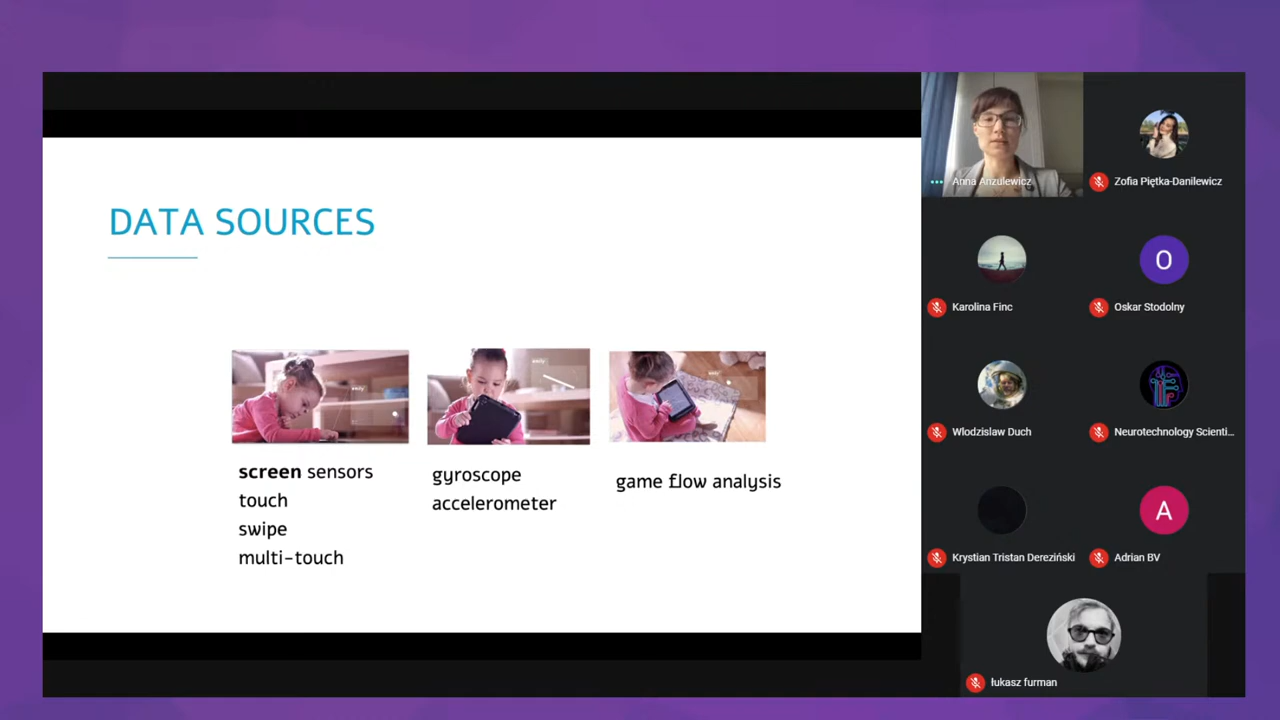 DATA SOURCES
screen sensors
touch
swipe
multi-touch
gyroscope
accelerometer
game flow analysis
Anna Anzulewicz
Zofia Piętka-Danilewicz
Karolina Finc
O
Oskar Stodolny
Wlodzislaw Duch
Neurotechnology Scienti...
Krystian Tristan Dereziński
A
Adrian BV
łukasz furman